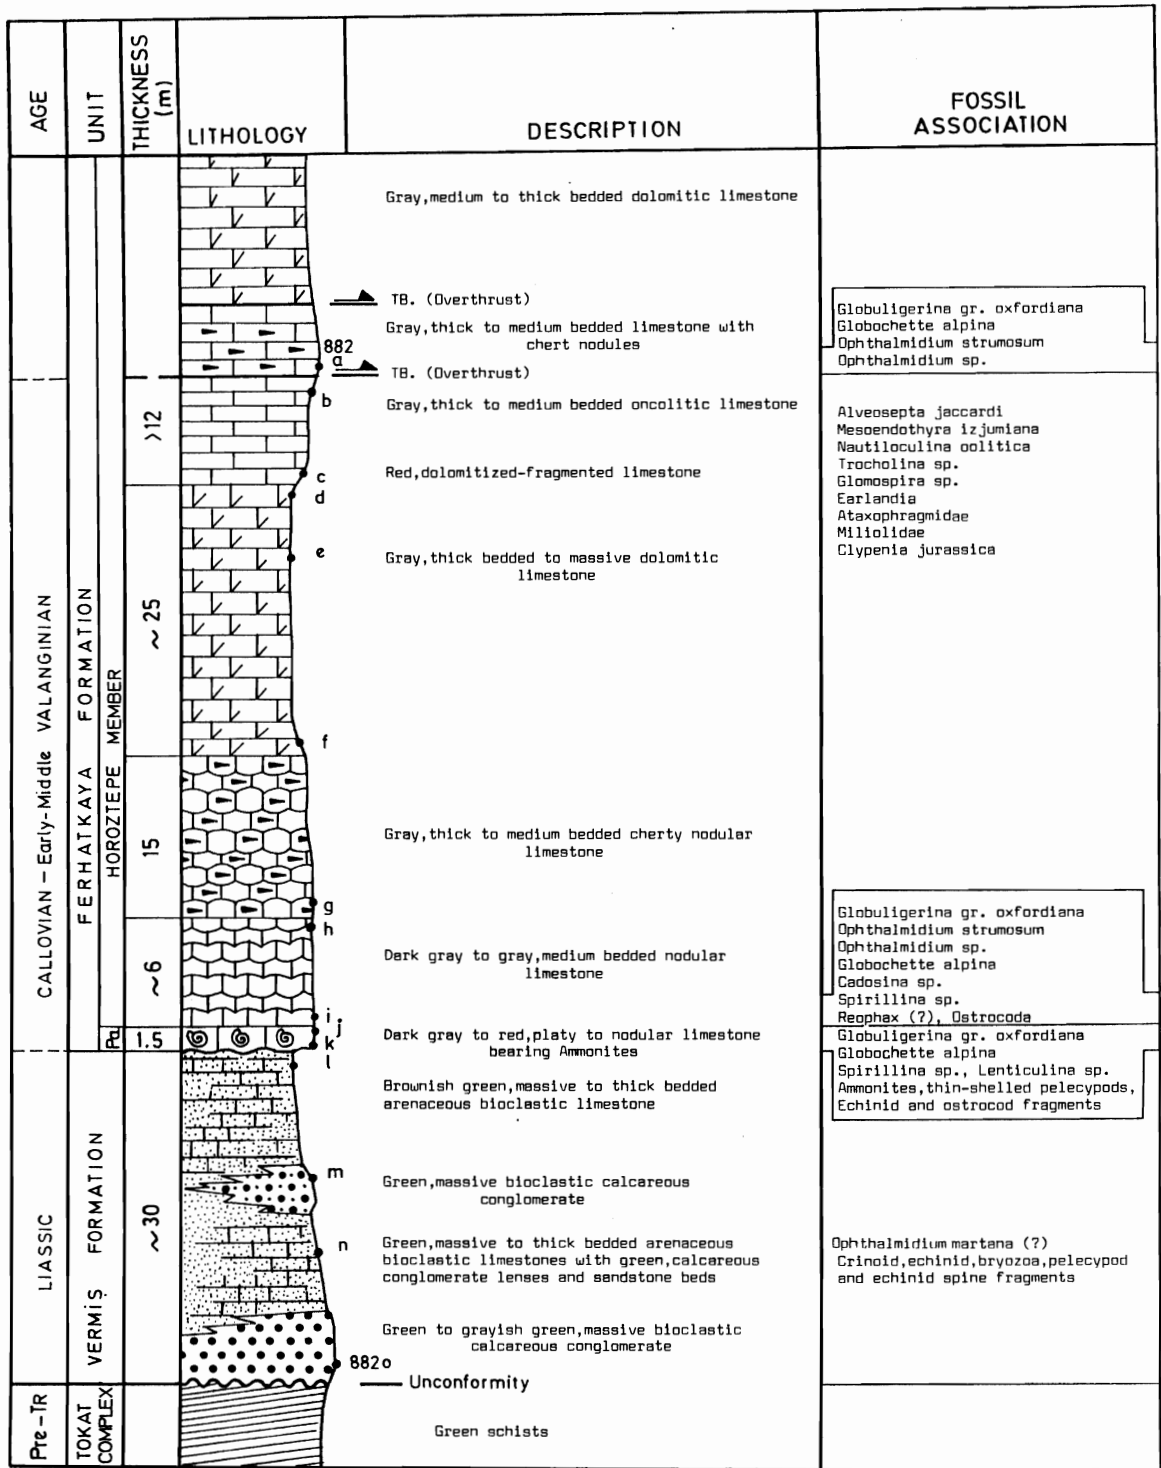 AGE
UNIT
THICKNESS
(m)
LITHOLOGY
DESCRIPTION
FOSSIL
ASSOCIATION
Gray,medium to thick bedded dolomitic limestone
TB. (Overthrust)
Gray,thick to medium bedded limestone with
chert nodules
882
a
TB. (Overthrust)
Globuligerina gr. oxfordiana
Globochette alpina
Ophthalmidium strumosum
Ophthalmidium sp.
CALLOVIAN – Early-Middle VALANGINIAN
FERHATKAYA FORMATION
HOROZTEPE MEMBER
>12
b
Gray,thick to medium bedded oncolitic limestone
c
Red,dolomitized-fragmented limestone
Alveosepta jaccardi
Mesoendothyra izjumiana
Nautiloculina oolitica
Trocholina sp.
Glomospira sp.
Earlandia
Ataxophragmidae
Miliolidae
Clypenia jurassica
~25
d
e
Gray,thick bedded to massive dolomitic
limestone
f
15
Gray,thick to medium bedded cherty nodular
limestone
g
~6
h
Dark gray to gray,medium bedded nodular
limestone
i
Globuligerina gr. oxfordiana
Ophthalmidium strumosum
Ophthalmidium sp.
Globochette alpina
Cadosina sp.
Spirillina sp.
Reophax (?), Ostrocoda
Pa
1.5
j
k
Dark gray to red,platy to nodular limestone
bearing Ammonites
Globuligerina gr. oxfordiana
Globochette alpina
Spirillina sp., Lenticulina sp.
Ammonites,thin-shelled pelecypods,
Echinid and ostrocod fragments
LIASSIC
VERMİŞ FORMATION
~30
l
Brownish green,massive to thick bedded
arenaceous bioclastic limestone
m
Green,massive bioclastic calcareous
conglomerate
n
Green,massive to thick bedded arenaceous
bioclastic limestones with green,calcareous
conglomerate lenses and sandstone beds
Ophthalmidium martana (?)
Crinoid,echinid,bryozoa,pelecypod
and echinid spine fragments
Green to grayish green,massive bioclastic
calcareous conglomerate
882o
Unconformity
Pre-TR
TOKAT
COMPLEX
Green schists